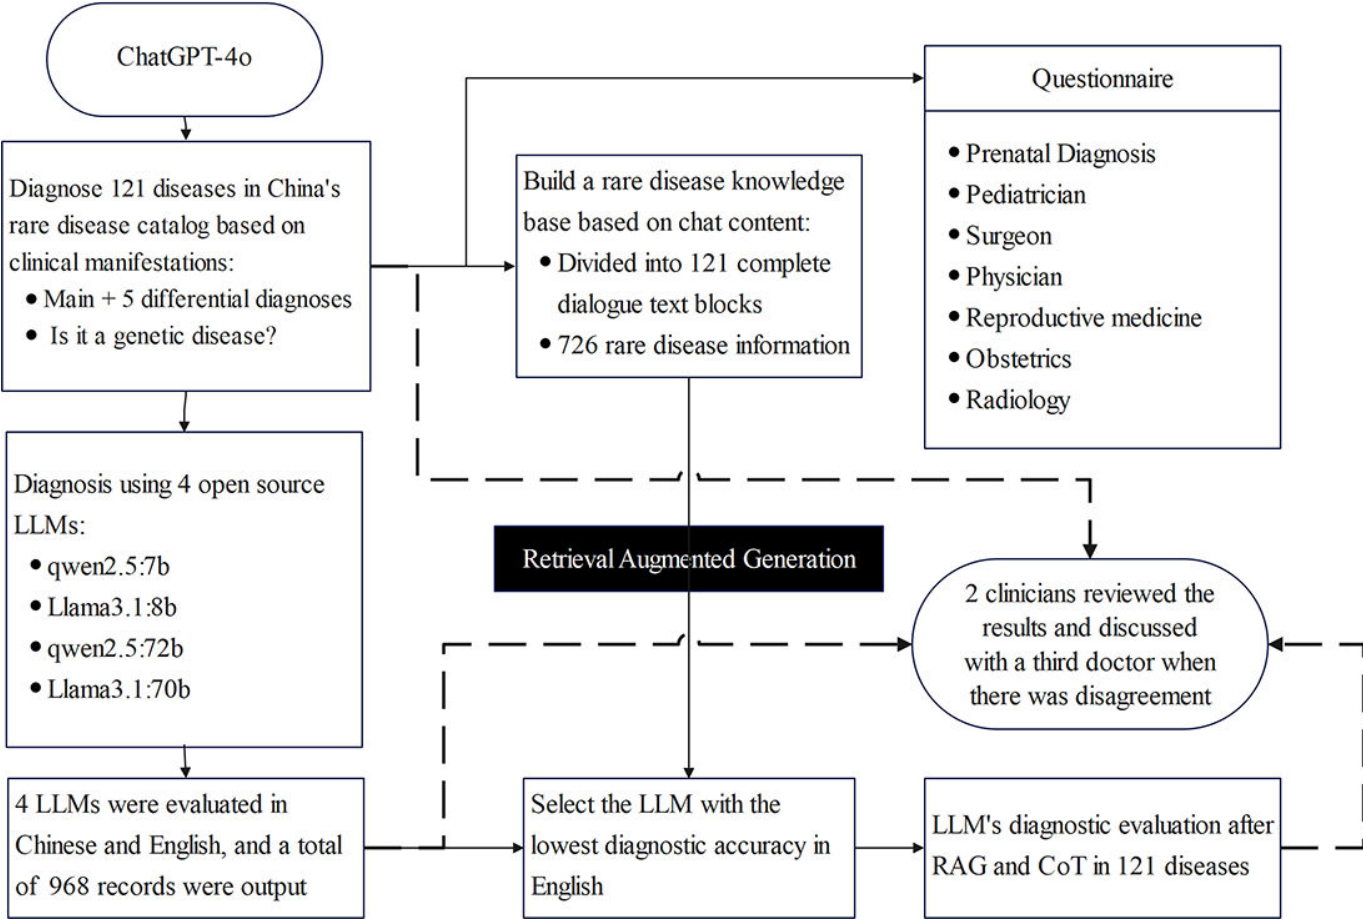 ChatGPT-4o
Diagnose 121 diseases in China's
rare disease catalog based on
clinical manifestations:
● Main + 5 differential diagnoses
● Is it a genetic disease?
Diagnosis using 4 open source
LLMs:
● qwen2.5:7b
● Llama3.1:8b
● qwen2.5:72b
● Llama3.1:70b
4 LLMs were evaluated in
Chinese and English, and a total
of 968 records were output
Build a rare disease knowledge
base based on chat content:
● Divided into 121 complete
dialogue text blocks
● 726 rare disease information
Retrieval Augmented Generation
Select the LLM with the
lowest diagnostic accuracy in
English
Questionnaire
● Prenatal Diagnosis
● Pediatrician
● Surgeon
● Physician
● Reproductive medicine
● Obstetrics
● Radiology
2 clinicians reviewed the
results and discussed
with a third doctor when
there was disagreement
LLM's diagnostic evaluation after
RAG and CoT in 121 diseases